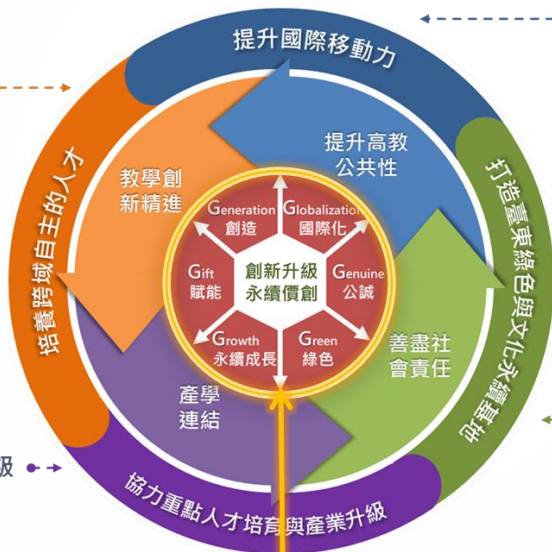 提升國際移動力
培養跨域自主的人才
打造臺東綠色與文化永續基地
協力重點人才培育與產業升級
提升高教
公共性
教學創
新精進
善盡社
會責任
產學
連結
Generation
創造
Globalization
國際化
Gift
賦能
創新升級
永續價創
Genuine
公誠
Growth
永續成長
Green
綠色
級